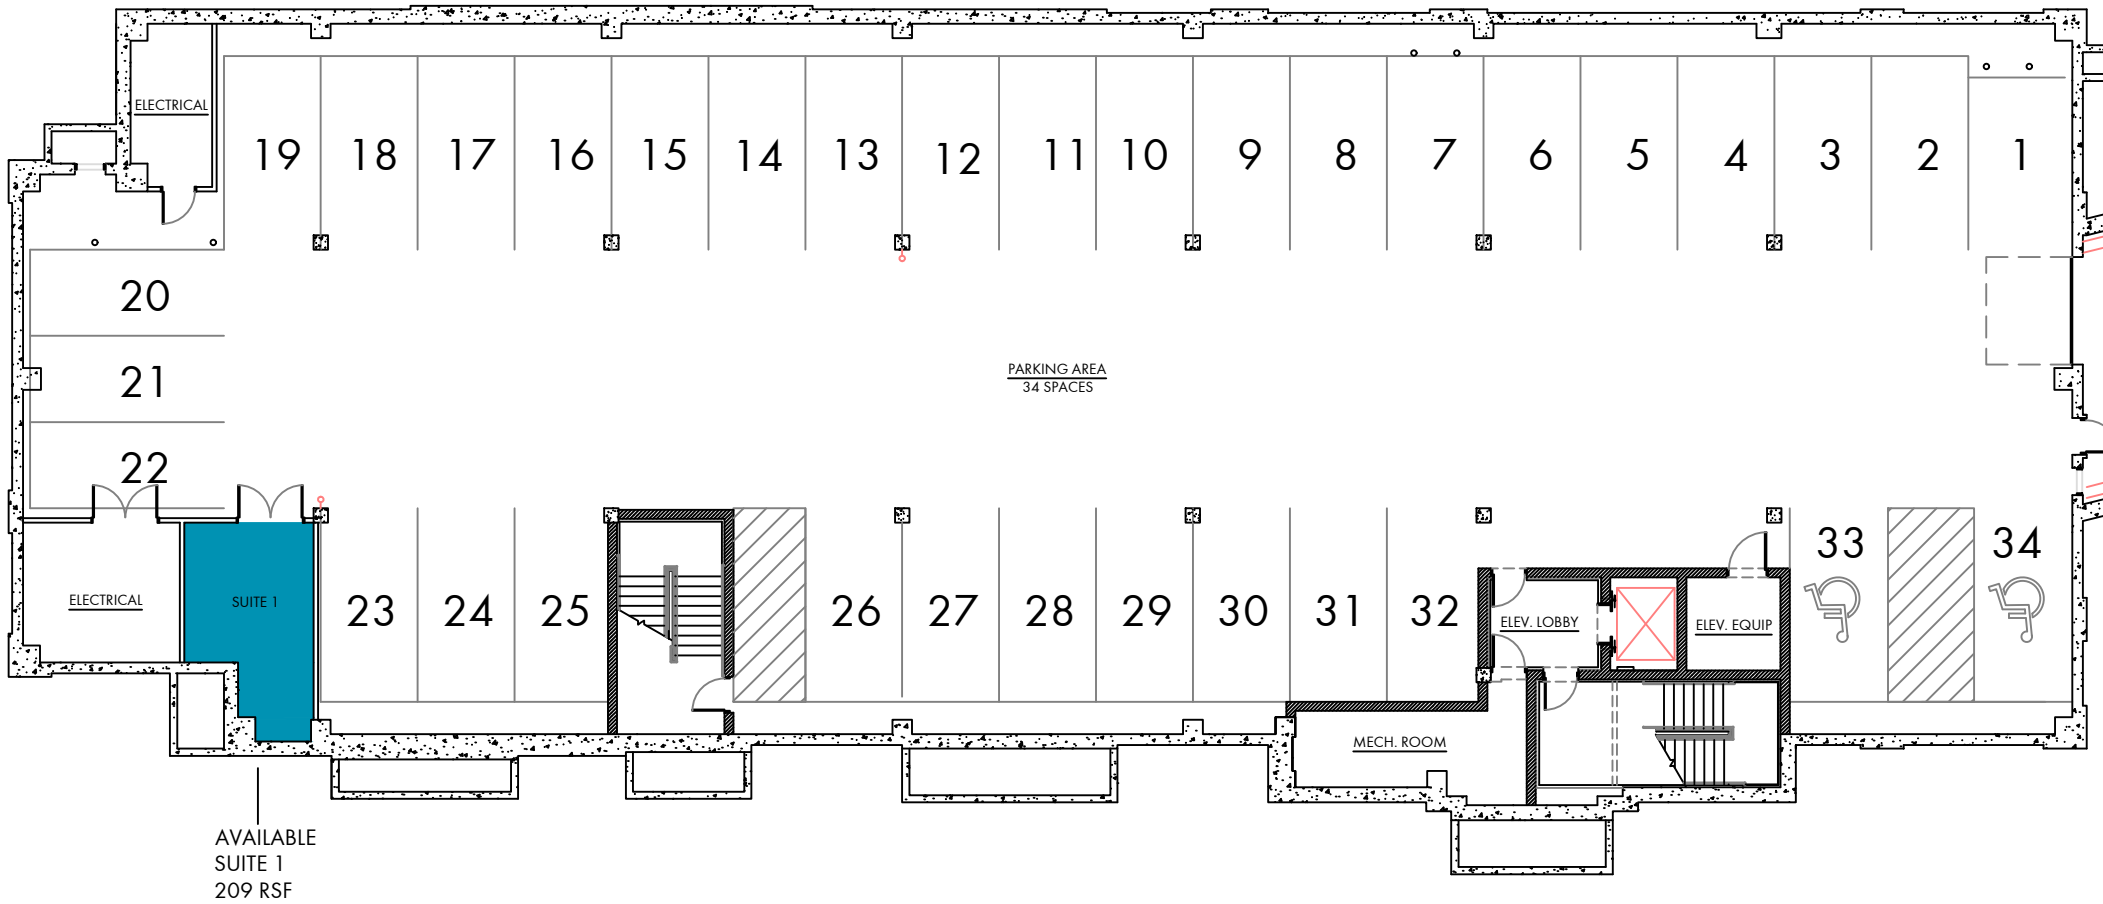 ELECTRICAL
19 18 17 16 15 14 13 12 11 10 9 8 7 6 5 4 3 2 1
20
21
22
PARKING AREA
34 SPACES
33 34
ELECTRICAL
SUITE 1
23 24 25 26 27 28 29 30 31 32
ELEV. LOBBY
ELEV. EQUIP
MECH. ROOM
AVAILABLE
SUITE 1
209 RSF